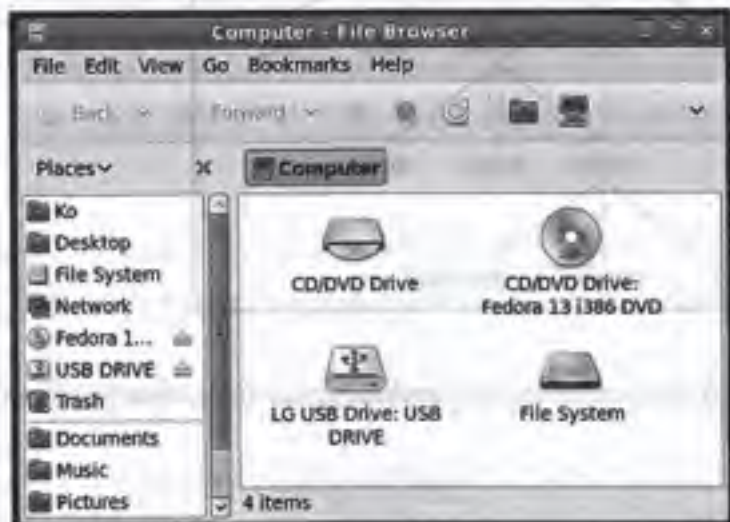 Computer - File Browser
File Edit View Go Bookmarks Help
Back Forward
Places Computer
Ko
Desktop
File System
Network
Fedora 1...
USB DRIVE
Trash
Documents
Music
Pictures
CD/DVD Drive
CD/DVD Drive:
Fedora 13 i386 DVD
LG USB Drive: USB
DRIVE
File System
4 items